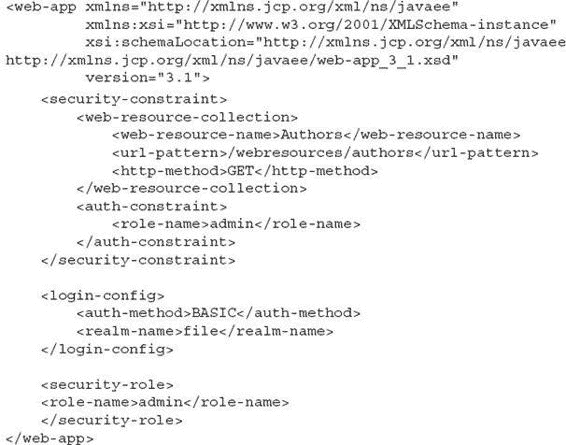 <web-app xmlns="http://xmlns.jcp.org/xml/ns/javaee"
xmlns:xsi="http://www.w3.org/2001/XMLSchema-instance"
xsi:schemaLocation="http://xmlns.jcp.org/xml/ns/javaee
http://xmlns.jcp.org/xml/ns/javaee/web-app_3_1.xsd"
version="3.1">
<security-constraint>
<web-resource-collection>
<web-resource-name>Authors</web-resource-name>
<url-pattern>/webresources/authors</url-pattern>
<http-method>GET</http-method>
</web-resource-collection>
<auth-constraint>
<role-name>admin</role-name>
</auth-constraint>
</security-constraint>
<login-config>
<auth-method>BASIC</auth-method>
<realm-name>file</realm-name>
</login-config>
<security-role>
<role-name>admin</role-name>
</security-role>
</web-app>